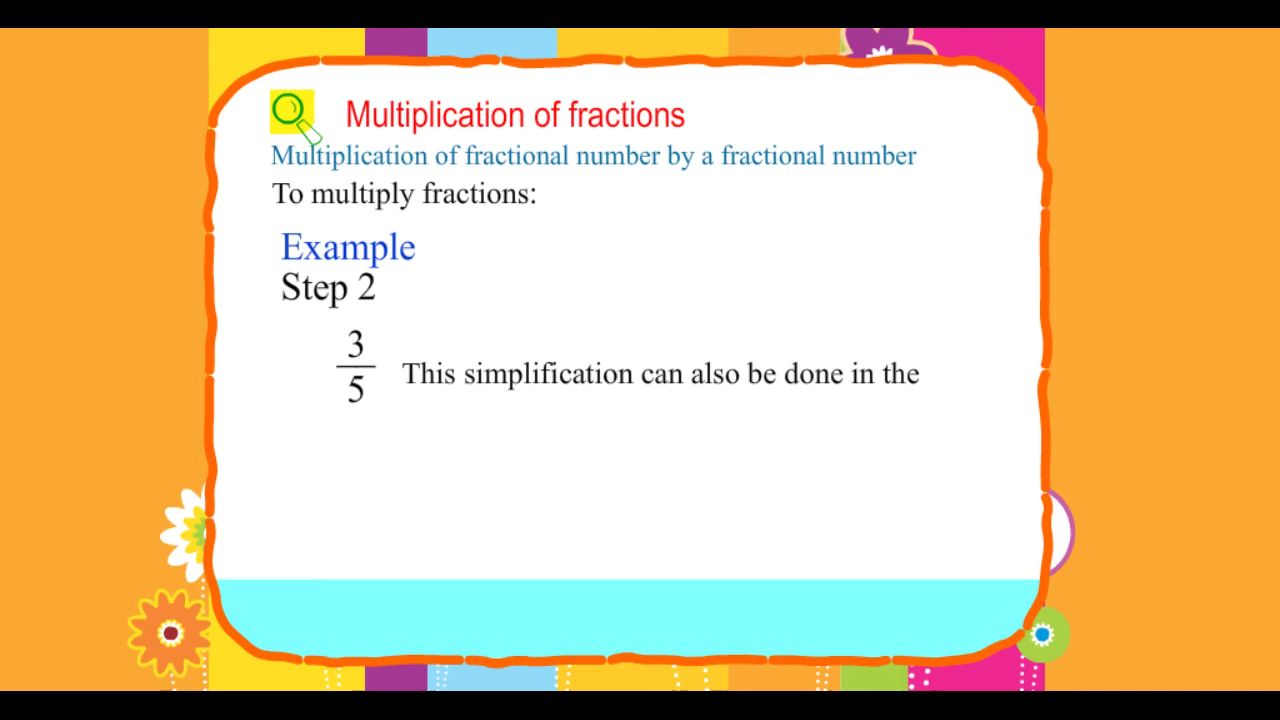 Multiplication of fractions
Multiplication of fractional number by a fractional number
To multiply fractions:
Example
Step 2
3
5
This simplification can also be done in the